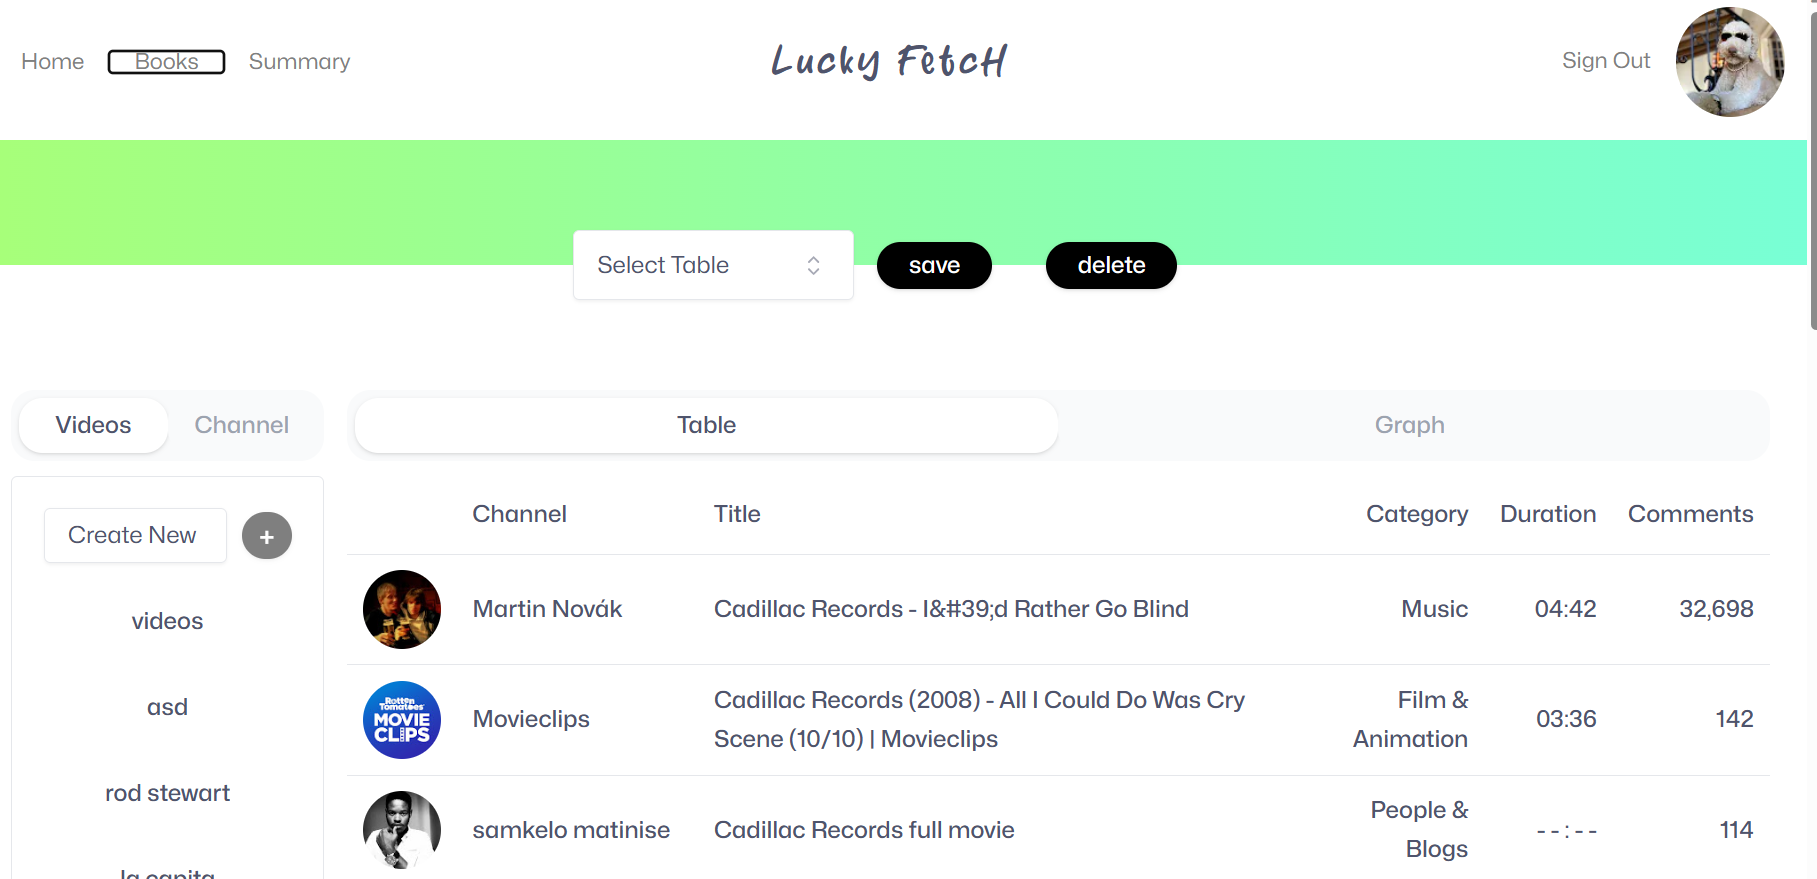 Home Books Summary Lucky FetcH Sign Out
Select Table save delete
Videos Channel Table Graph
Channel Title Category Duration Comments
Create New +
Martin Novák Cadillac Records - I&#39;d Rather Go Blind Music 04:42 32,698
videos
Rotten
Tomatoes
MOVIE
CLIPS
Movieclips Cadillac Records (2008) - All I Could Do Was Cry Film & 03:36 142
Scene (10/10) | Movieclips Animation
asd
rod stewart
samkelo matinise Cadillac Records full movie People & --:-- 114
Blogs
la capita